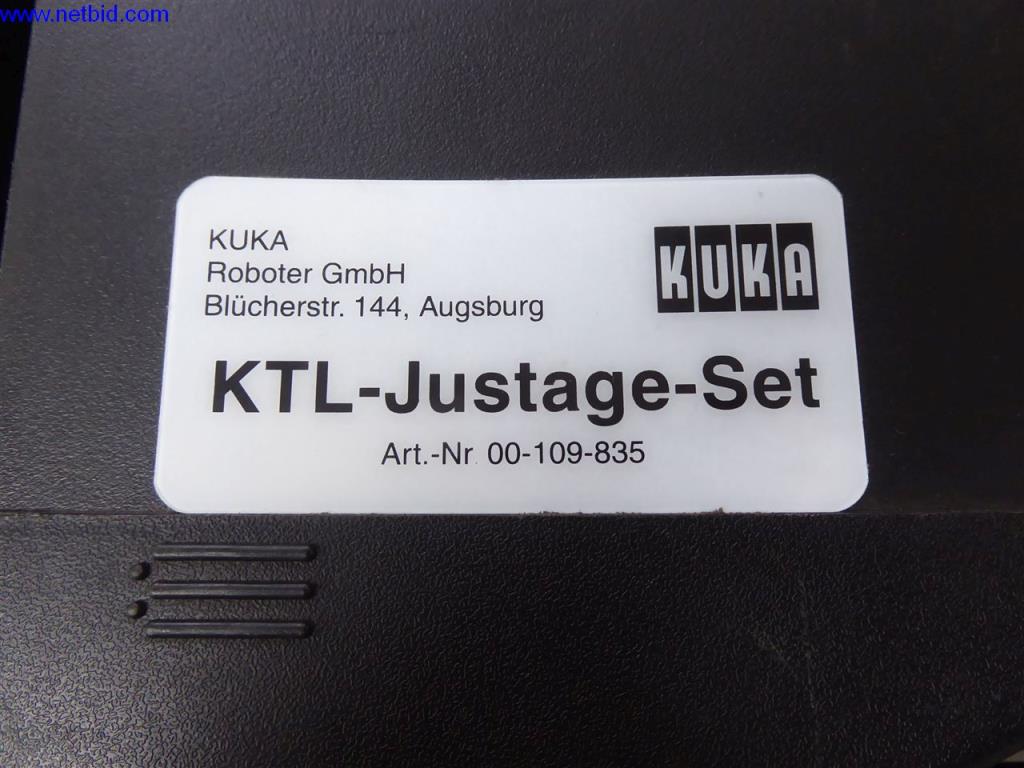 www.netbid.com
KUKA
Roboter GmbH
Blücherstr. 144, Augsburg
KUKA
KTL-Justage-Set
Art.-Nr. 00-109-835